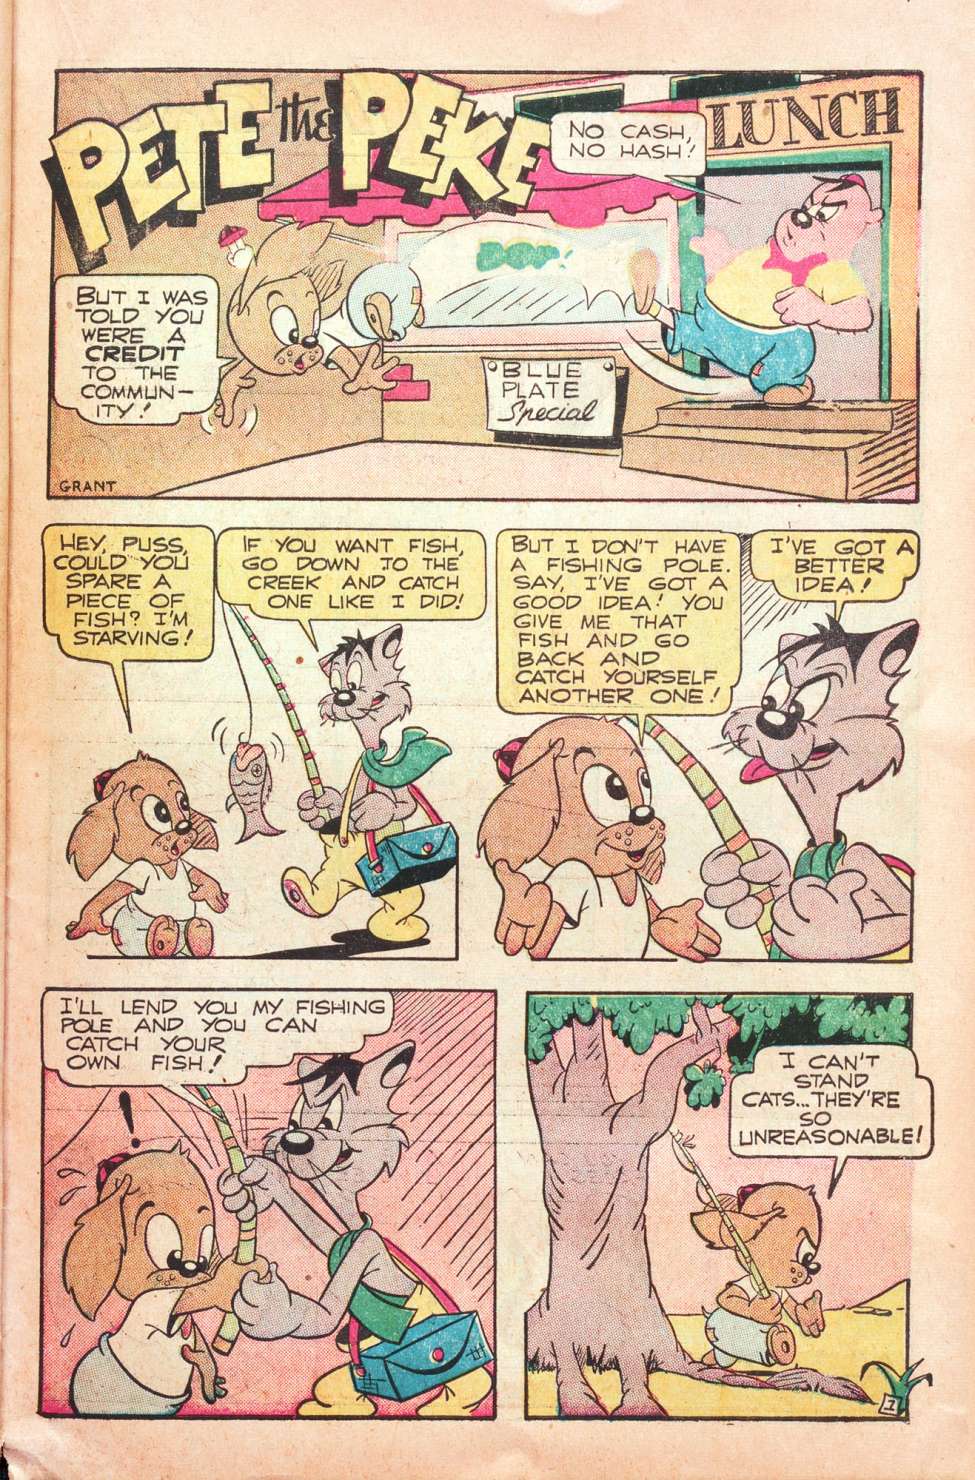 PETE the PEKE
NO CASH,
NO HASH!
LUNCH
BUT I WAS
TOLD YOU
WERE A
CREDIT
TO THE
COMMUN-
ITY!
BLUE
PLATE
Special
GRANT
HEY, PUSS,
COULD YOU
SPARE A
PIECE OF
FISH? I'M
STARVING!
IF YOU WANT FISH,
GO DOWN TO THE
CREEK AND CATCH
ONE LIKE I DID!
BUT I DON'T HAVE
A FISHING POLE.
SAY, I'VE GOT A
GOOD IDEA! YOU
GIVE ME THAT
FISH AND GO
BACK AND
CATCH YOURSELF
ANOTHER ONE!
I'VE GOT A
BETTER
IDEA!
I'LL LEND YOU MY FISHING
POLE AND YOU CAN
CATCH YOUR
OWN FISH!
!
I CAN'T
STAND
CATS...THEY'RE
SO
UNREASONABLE!
1